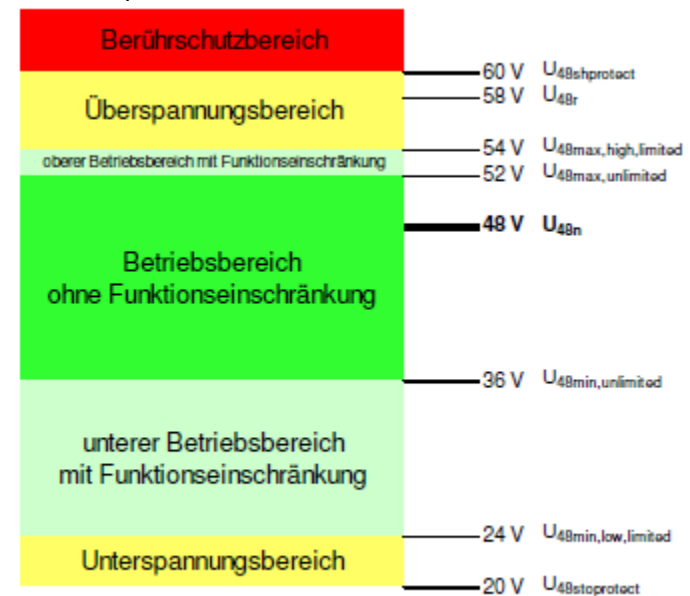 Berührschutzbereich
60 V U48shprotect
58 V U48r
Überspannungsbereich
54 V U48max,high,limited
oberer Betriebsbereich mit Funktionseinschränkung
52 V U48max,unlimited
48 V U48n
Betriebsbereich
ohne Funktionseinschränkung
36 V U48min,unlimited
unterer Betriebsbereich
mit Funktionseinschränkung
24 V U48min,low,limited
Unterspannungsbereich
20 V U48stoprotect